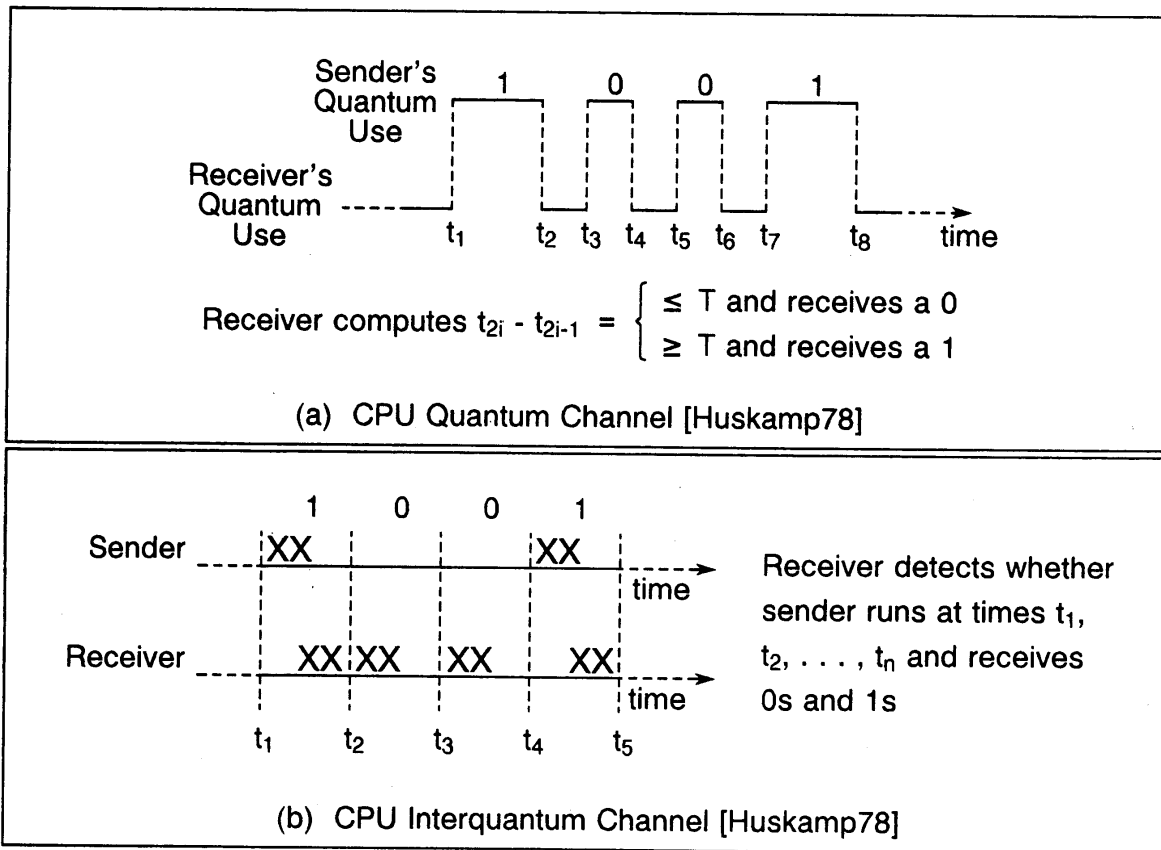 1 0 0 1
Sender's
Quantum
Use
Receiver's
Quantum
Use
t1 t2 t3 t4 t5 t6 t7 t8 time
Receiver computes t2i - t2i-1 = { ≤ T and receives a 0
≥ T and receives a 1
(a) CPU Quantum Channel [Huskamp78]
1 0 0 1
Sender XX XX
time
Receiver XX XX XX XX
time
t1 t2 t3 t4 t5
Receiver detects whether
sender runs at times t1,
t2, . . . , tn and receives
0s and 1s
(b) CPU Interquantum Channel [Huskamp78]